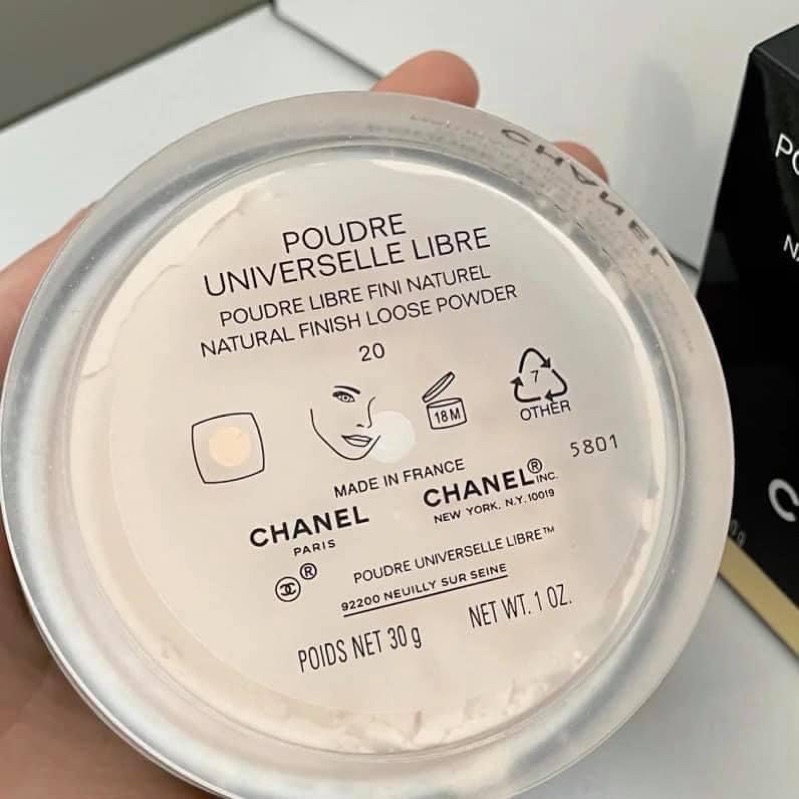 CHANEL
POUDRE
UNIVERSELLE LIBRE
POUDRE LIBRE FINI NATUREL
NATURAL FINISH LOOSE POWDER
20
18 M
7
OTHER
5801
MADE IN FRANCE
CHANEL
PARIS
CHANEL® INC.
NEW YORK, N.Y. 10019
®
POUDRE UNIVERSELLE LIBRE™
92200 NEUILLY SUR SEINE
POIDS NET 30 g
NET WT. 1 OZ.